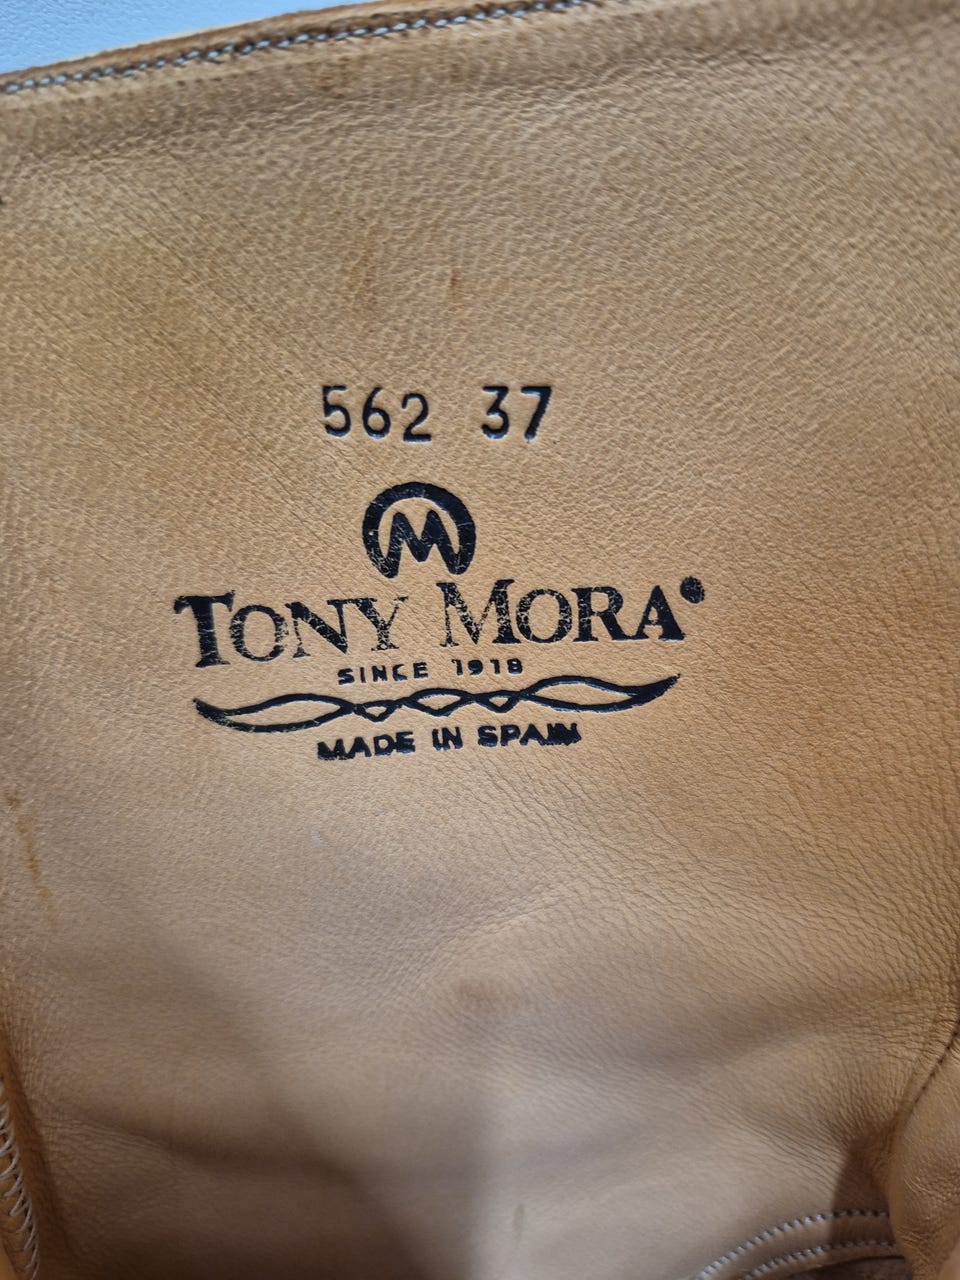 562 37
M
TONY MORA
SINCE 1918
MADE IN SPAIN